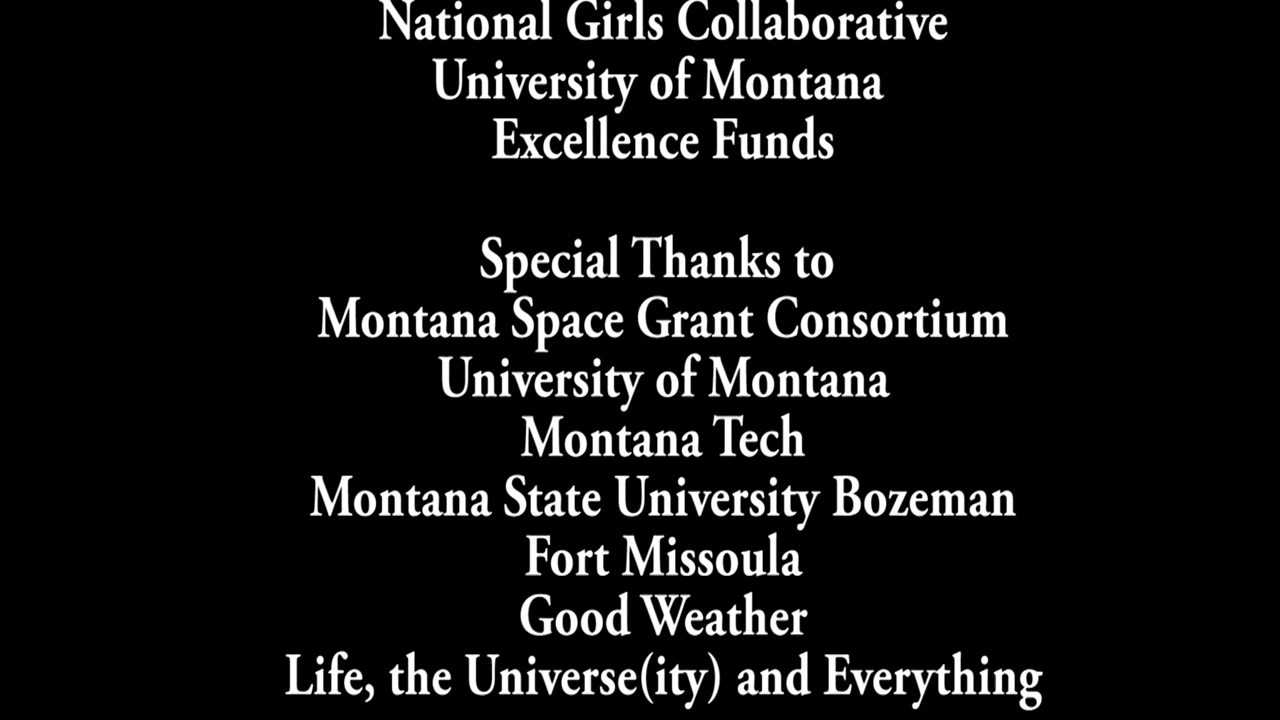 National Girls Collaborative
University of Montana
Excellence Funds
Special Thanks to
Montana Space Grant Consortium
University of Montana
Montana Tech
Montana State University Bozeman
Fort Missoula
Good Weather
Life, the Universe(ity) and Everything